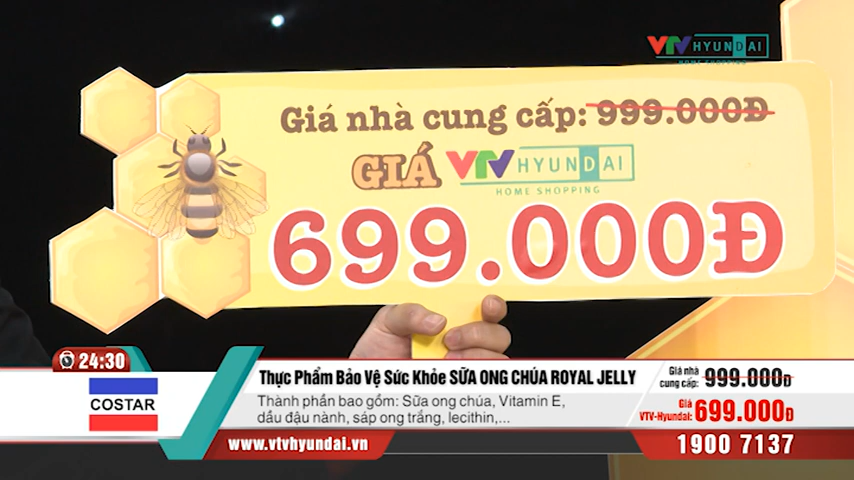 VTV HYUNDAI
HOME SHOPPING
Giá nhà cung cấp: 999.000Đ
GIÁ VTV HYUNDAI
HOME SHOPPING
699.000Đ
24:30
COSTAR
Thực Phẩm Bảo Vệ Sức Khỏe SỮA ONG CHÚA ROYAL JELLY
Thành phần bao gồm: Sữa ong chúa, Vitamin E,
dầu đậu nành, sáp ong trắng, lecithin,...
Giá nhà
cung cấp: 999.000đ
Giá
VTV-Hyundai: 699.000đ
www.vtvhyundai.vn
1900 7137